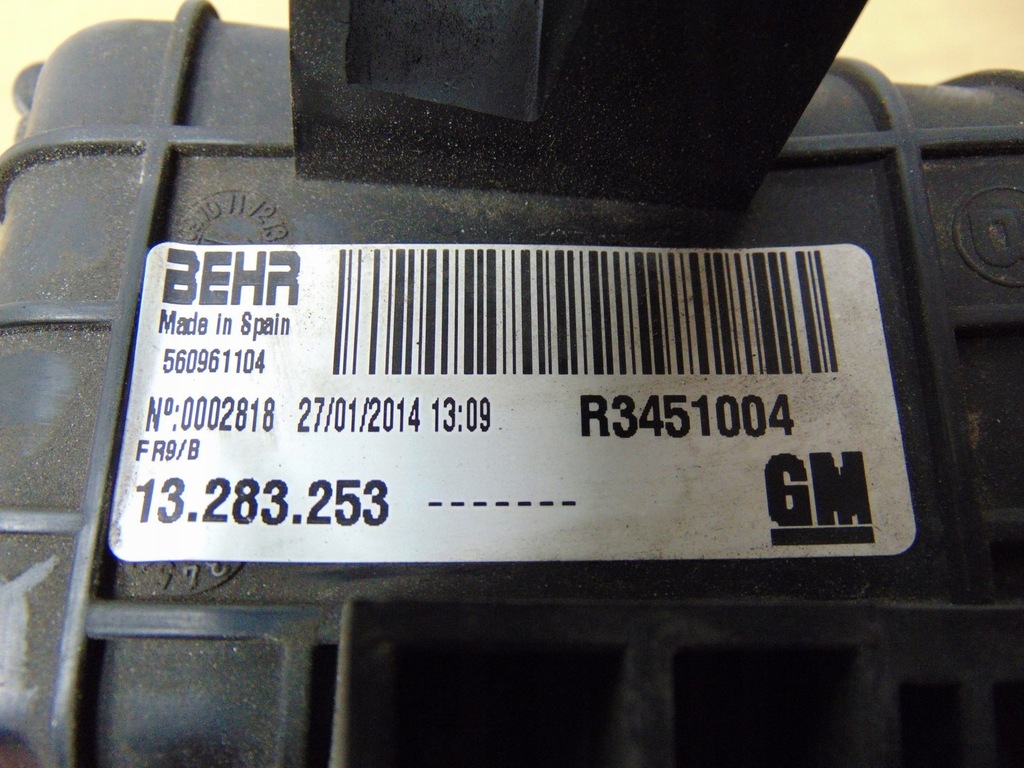 BEHR
Made in Spain
560961104
Nº:0002818 27/01/2014 13:09 R3451004
FR9/B
13.283.253 -------
GM